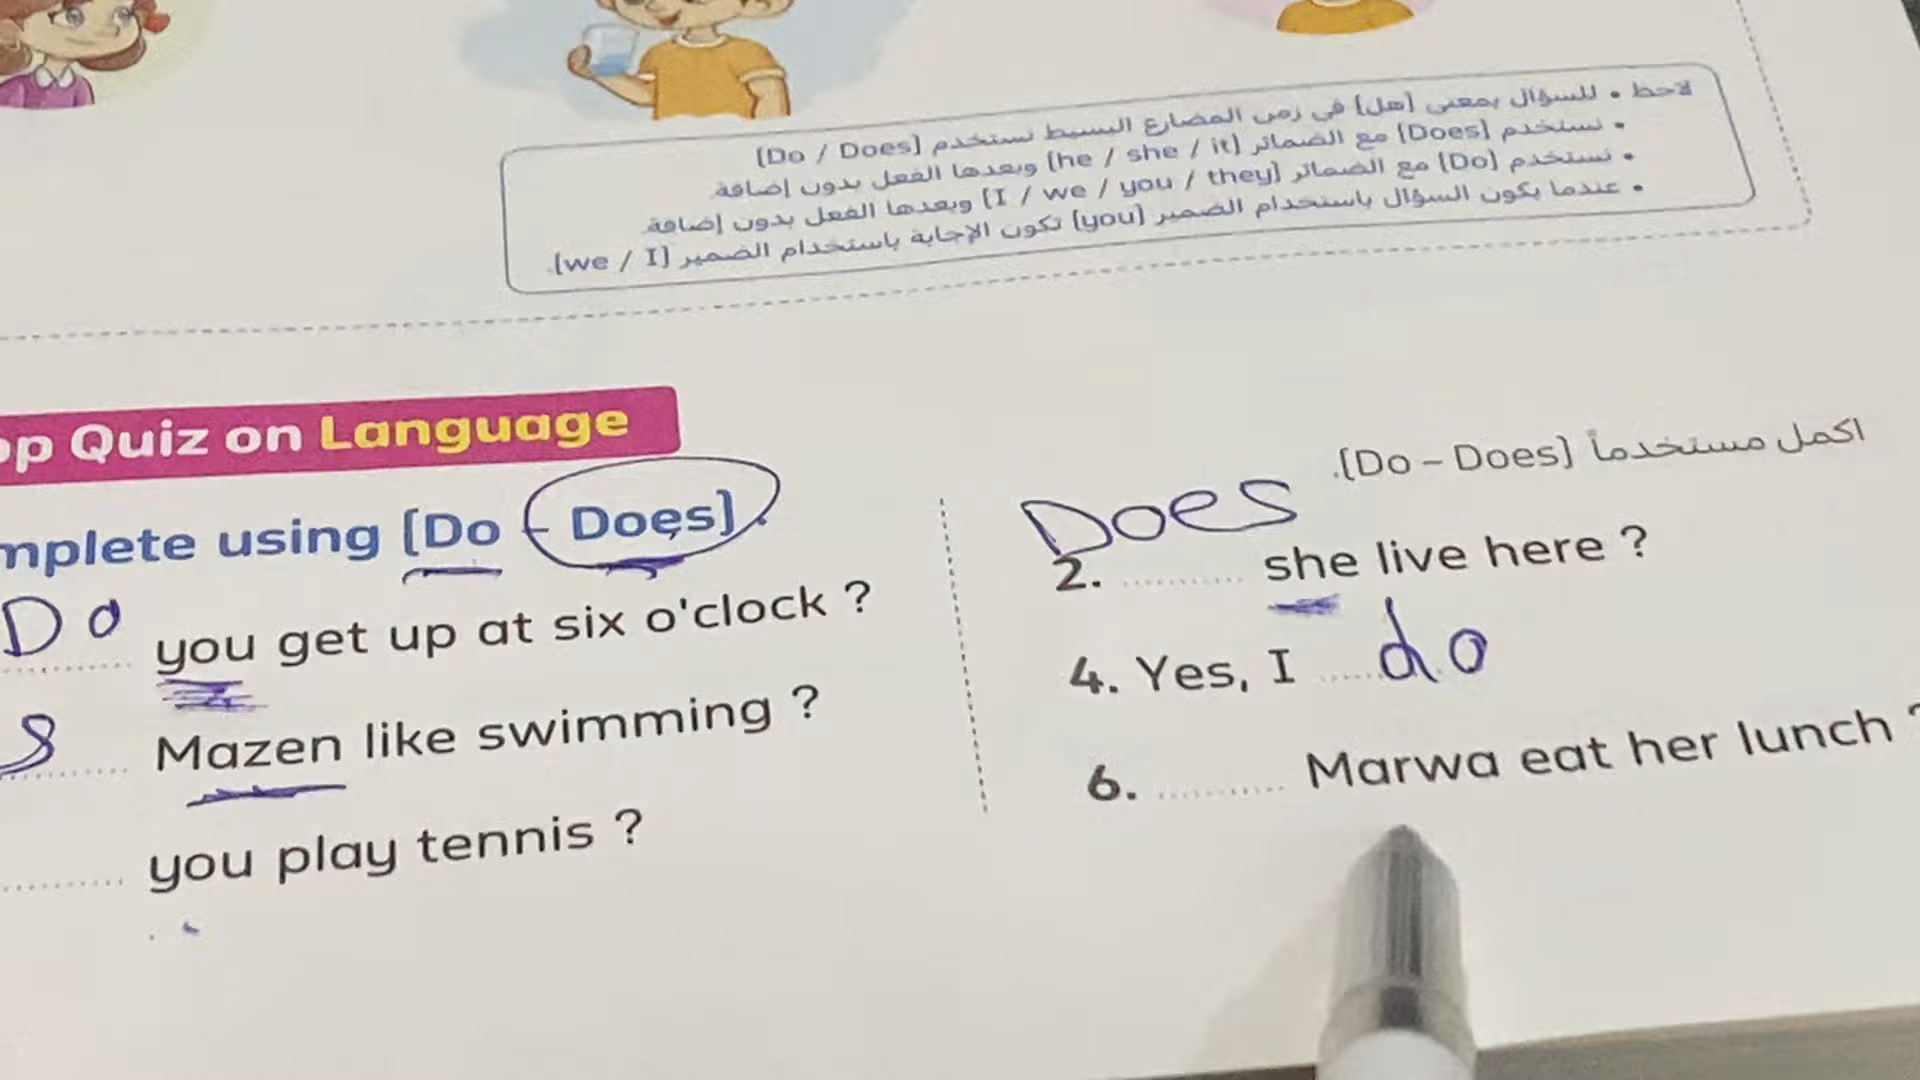 لاحظ • للسؤال بمعنى [هل] في زمن المضارع البسيط نستخدم [Do / Does]
• نستخدم [Does] مع الضمائر [he / she / it] وبعدها الفعل بدون إضافة.
• نستخدم [Do] مع الضمائر [I / we / you / they] وبعدها الفعل بدون إضافة.
• عندما يكون السؤال باستخدام الضمير [you] تكون الإجابة باستخدام الضمير [we / I].
op Quiz on Language
mplete using [Do – Does].
اكمل مستخدماً [Do – Does].
Do you get up at six o'clock ?
2. Does she live here ?
s Mazen like swimming ?
4. Yes, I do
you play tennis ?
6. .......... Marwa eat her lunch ?